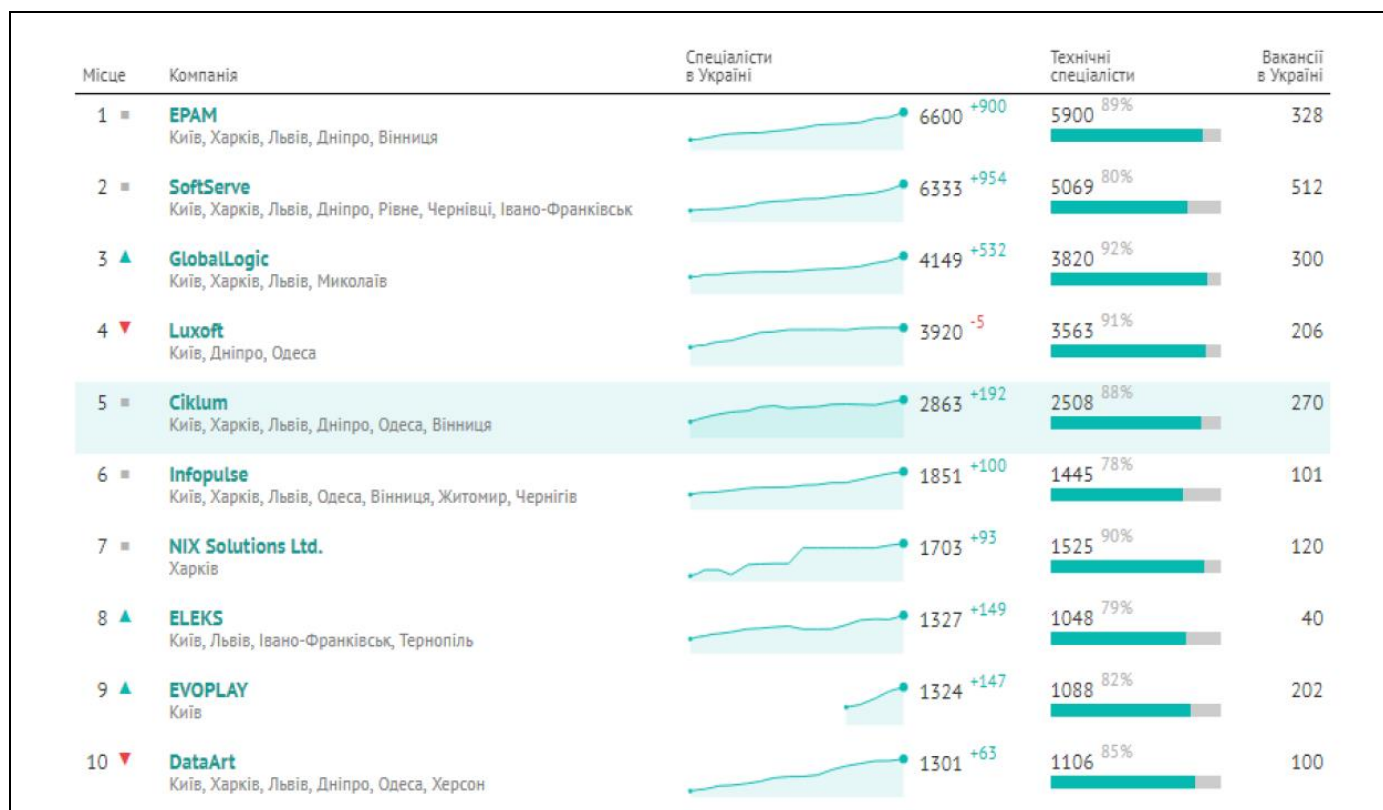 Місце Компанія Спеціалісти в Україні Технічні спеціалісти Вакансії в Україні
1 EPAM 6600 +900 5900 89% 328
Київ, Харків, Львів, Дніпро, Вінниця
2 SoftServe 6333 +954 5069 80% 512
Київ, Харків, Львів, Дніпро, Рівне, Чернівці, Івано-Франківськ
3 GlobalLogic 4149 +532 3820 92% 300
Київ, Харків, Львів, Миколаїв
4 Luxoft 3920 -5 3563 91% 206
Київ, Дніпро, Одеса
5 Ciklum 2863 +192 2508 88% 270
Київ, Харків, Львів, Дніпро, Одеса, Вінниця
6 Infopulse 1851 +100 1445 78% 101
Київ, Харків, Львів, Одеса, Вінниця, Житомир, Чернігів
7 NIX Solutions Ltd. 1703 +93 1525 90% 120
Харків
8 ELEKS 1327 +149 1048 79% 40
Київ, Львів, Івано-Франківськ, Тернопіль
9 EVOPLAY 1324 +147 1088 82% 202
Київ
10 DataArt 1301 +63 1106 85% 100
Київ, Харків, Львів, Дніпро, Одеса, Херсон